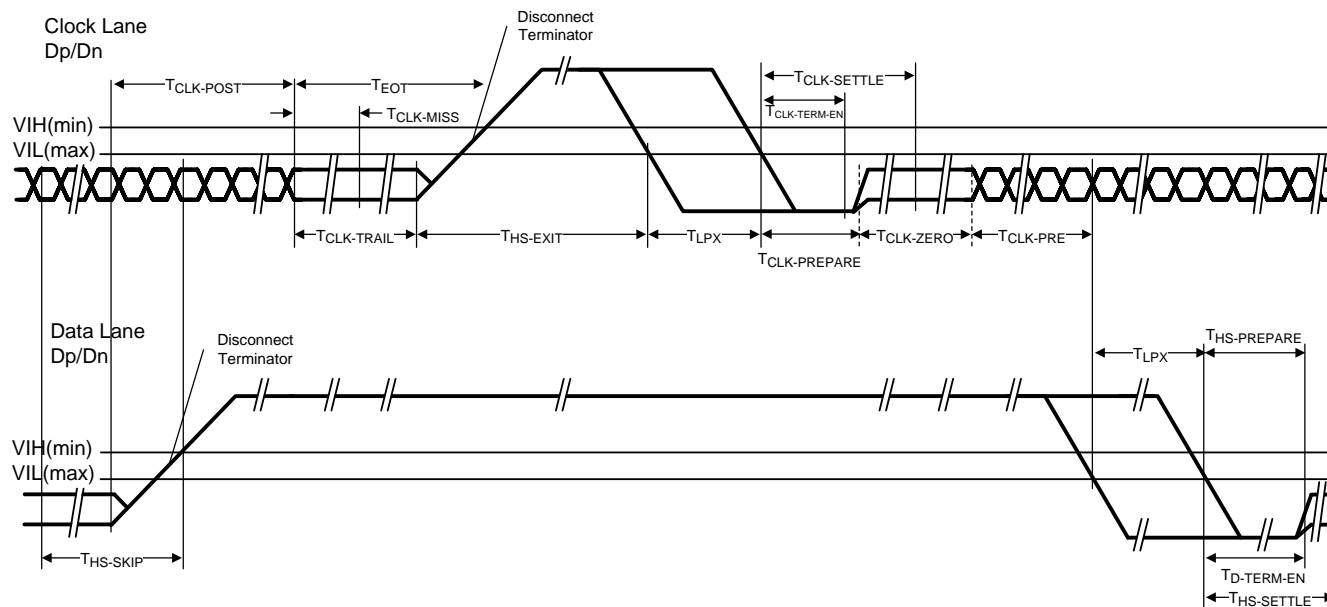 Clock Lane
Dp/Dn
Disconnect
Terminator
TCLK-POST
TEOT
TCLK-MISS
TCLK-SETTLE
TCLK-TERM-EN
VIH(min)
VIL(max)
TCLK-TRAIL
THS-EXIT
TLPX
TCLK-PREPARE
TCLK-ZERO
TCLK-PRE
Data Lane
Dp/Dn
Disconnect
Terminator
TLPX
THS-PREPARE
VIH(min)
VIL(max)
THS-SKIP
TD-TERM-EN
THS-SETTLE